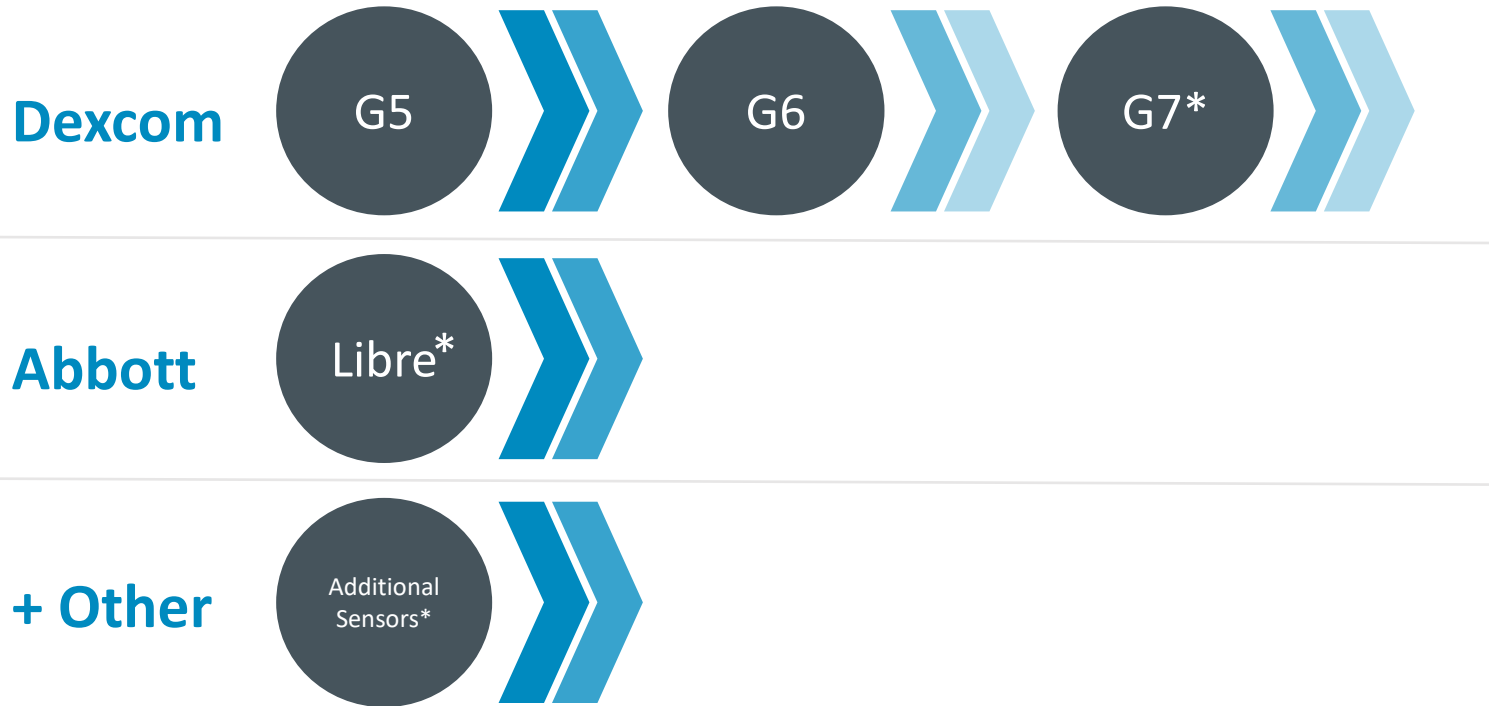 Dexcom
G5
G6
G7*
Abbott
Libre*
+ Other
Additional
Sensors*